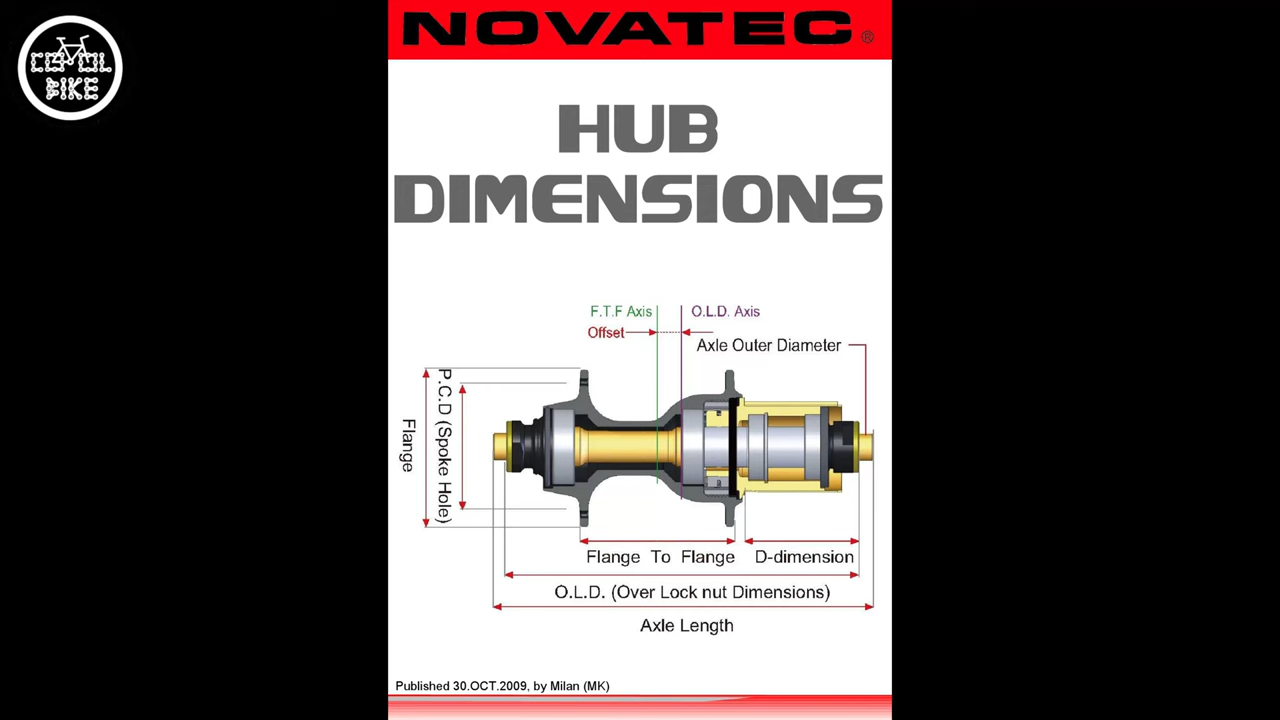 NOVATEC®
HUB
DIMENSIONS
F.T.F Axis
O.L.D. Axis
Offset
Axle Outer Diameter
P.C.D (Spoke Hole)
Flange
Flange To Flange
D-dimension
O.L.D. (Over Lock nut Dimensions)
Axle Length
Published 30.OCT.2009, by Milan (MK)
BIKE